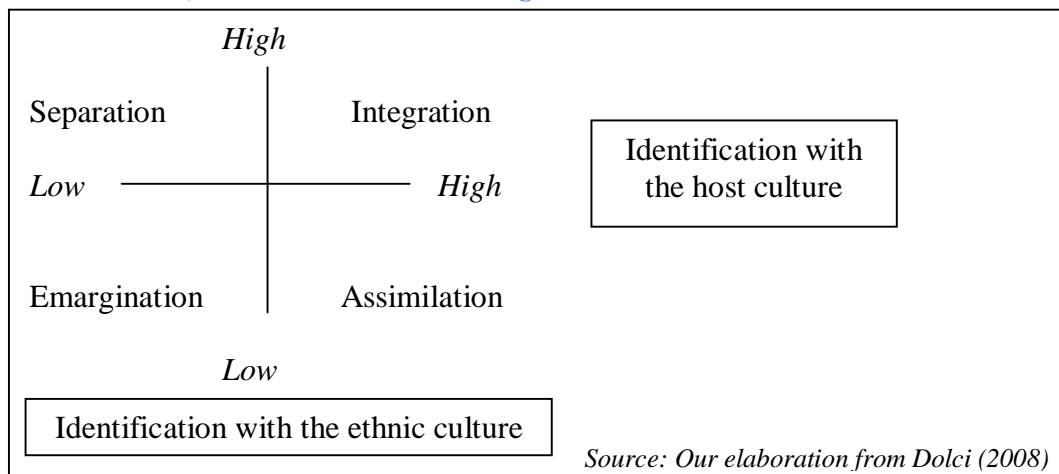 High
Separation Integration
Identification with
the host culture
Low High
Emargination Assimilation
Low
Identification with the ethnic culture
Source: Our elaboration from Dolci (2008)